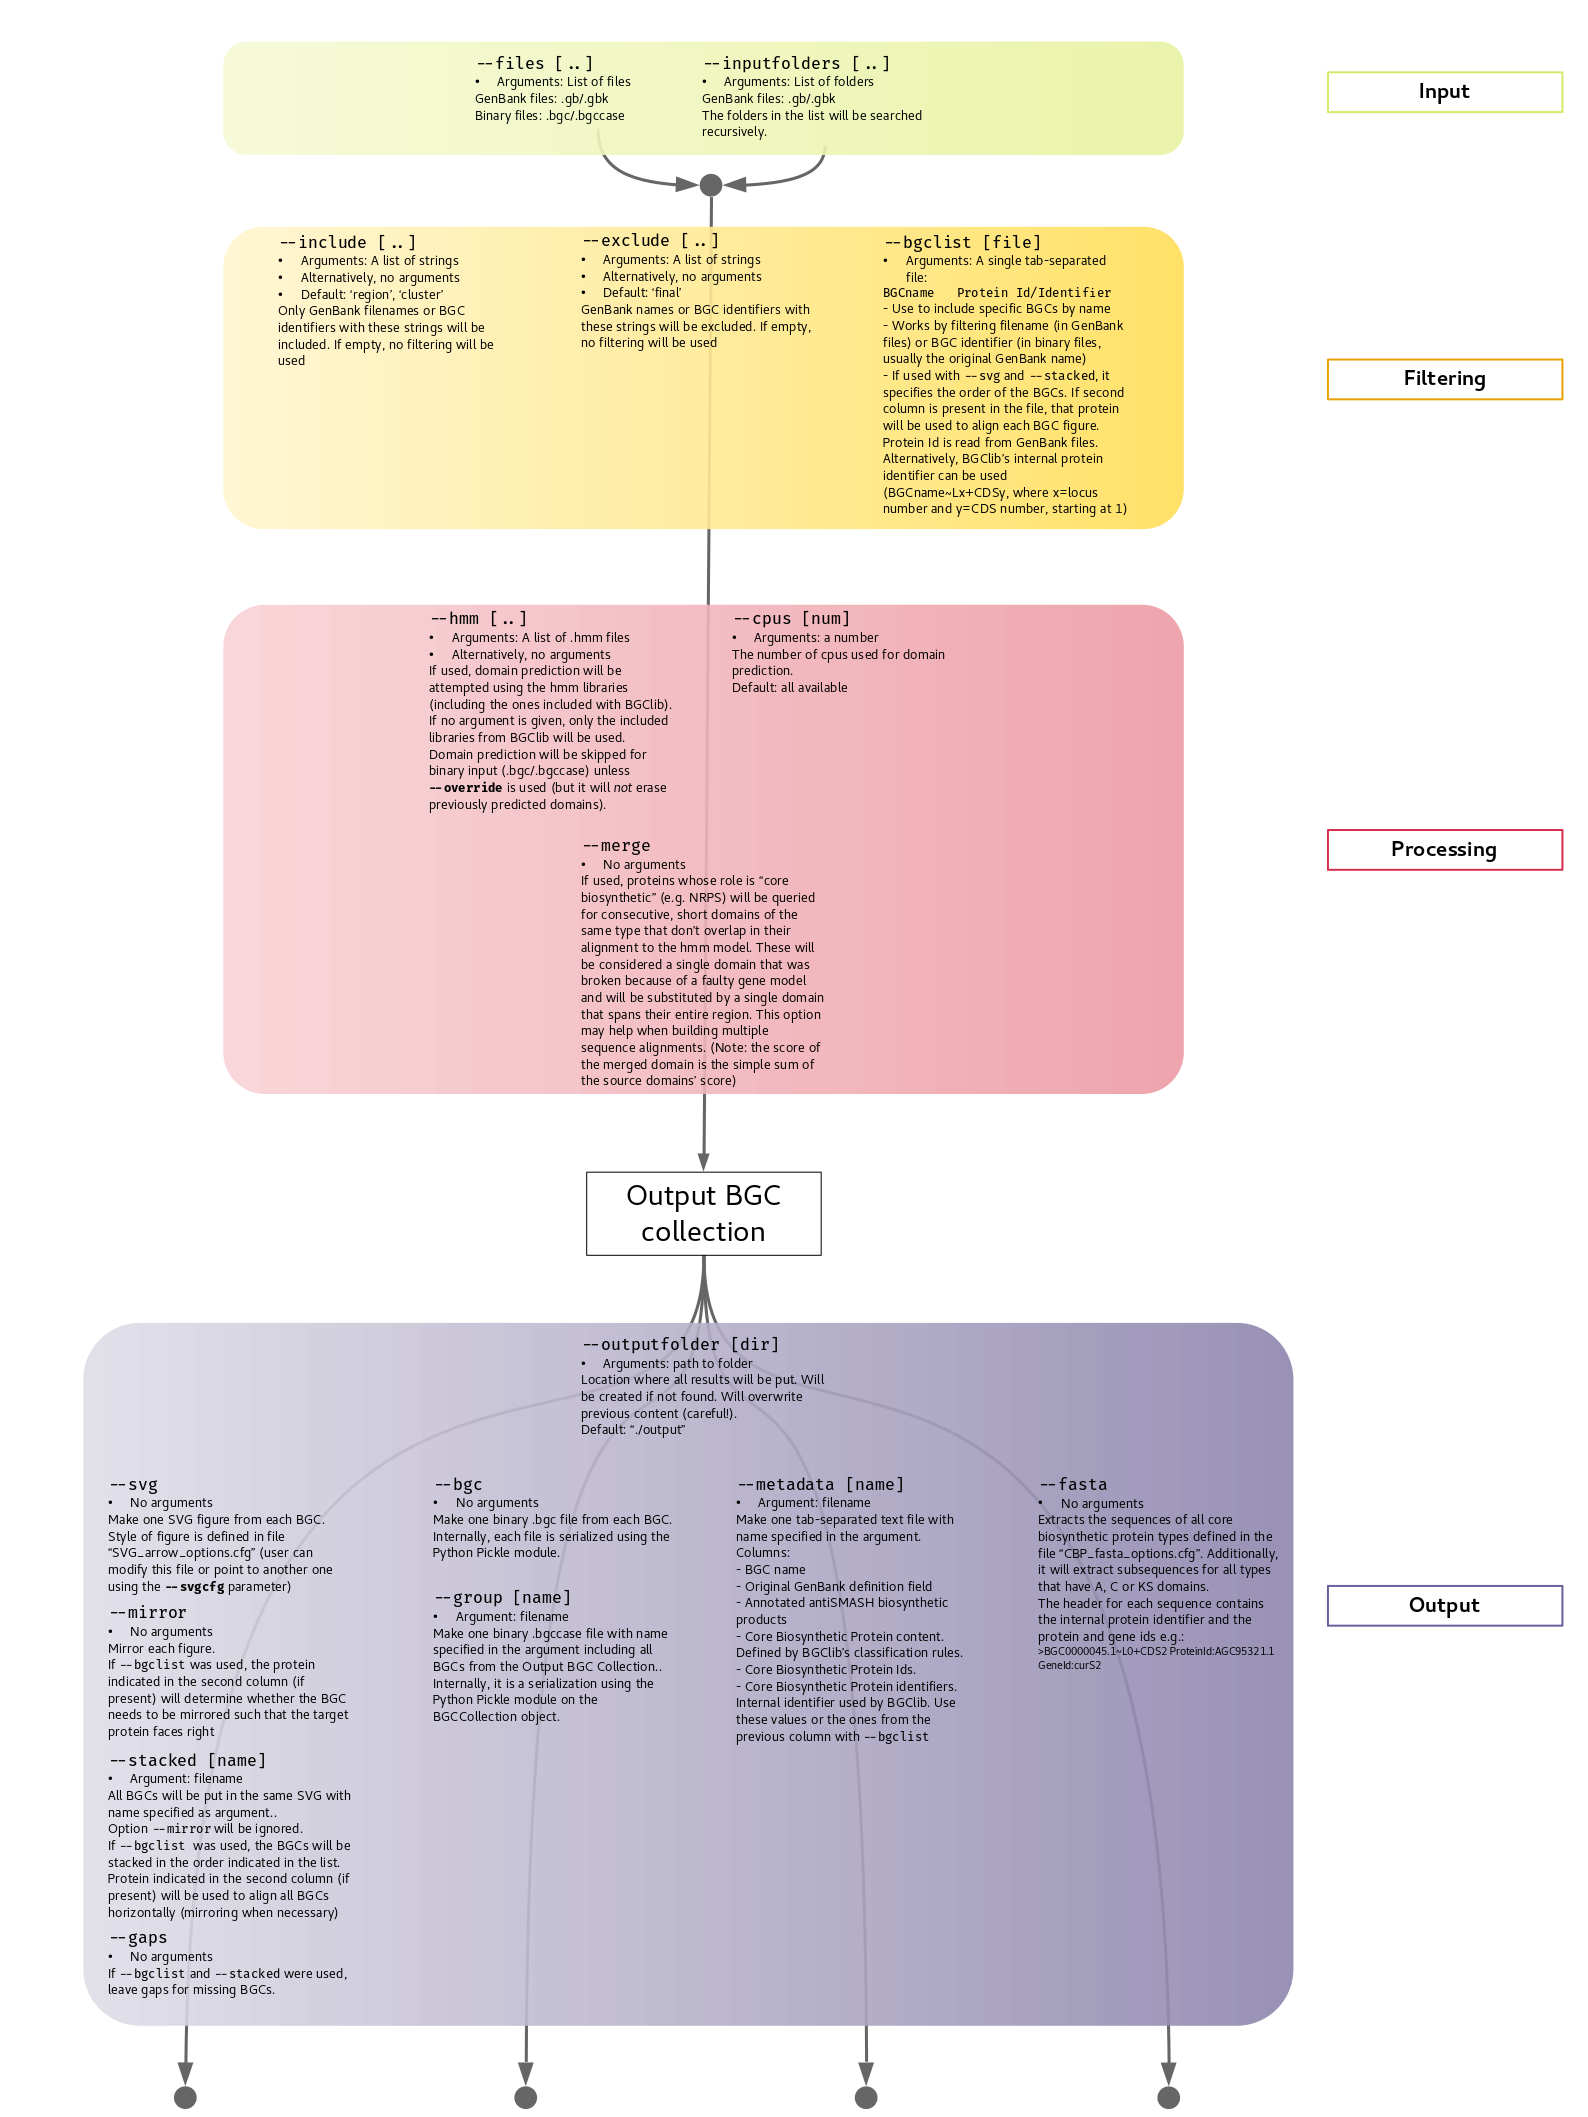 --files [..]
• Arguments: List of files
GenBank files: .gb/.gbk
Binary files: .bgc/.bgccase
--inputfolders [..]
• Arguments: List of folders
GenBank files: .gb/.gbk
The folders in the list will be searched
recursively.
Input
--include [..]
• Arguments: A list of strings
• Alternatively, no arguments
• Default: ‘region’, ‘cluster’
Only GenBank filenames or BGC
identifiers with these strings will be
included. If empty, no filtering will be
used
--exclude [..]
• Arguments: A list of strings
• Alternatively, no arguments
• Default: ‘final’
GenBank names or BGC identifiers with
these strings will be excluded. If empty,
no filtering will be used
--bgclist [file]
• Arguments: A single tab-separated
file:
BGCname Protein Id/Identifier
- Use to include specific BGCs by name
- Works by filtering filename (in GenBank
files) or BGC identifier (in binary files,
usually the original GenBank name)
- If used with --svg and --stacked, it
specifies the order of the BGCs. If second
column is present in the file, that protein
will be used to align each BGC figure.
Protein Id is read from GenBank files.
Alternatively, BGClib’s internal protein
identifier can be used
(BGCname~Lx+CDSy, where x=locus
number and y=CDS number, starting at 1)
Filtering
--hmm [..]
• Arguments: A list of .hmm files
• Alternatively, no arguments
If used, domain prediction will be
attempted using the hmm libraries
(including the ones included with BGClib).
If no argument is given, only the included
libraries from BGClib will be used.
Domain prediction will be skipped for
binary input (.bgc/.bgccase) unless
--override is used (but it will not erase
previously predicted domains).
--cpus [num]
• Arguments: a number
The number of cpus used for domain
prediction.
Default: all available
--merge
• No arguments
If used, proteins whose role is “core
biosynthetic” (e.g. NRPS) will be queried
for consecutive, short domains of the
same type that don’t overlap in their
alignment to the hmm model. These will
be considered a single domain that was
broken because of a faulty gene model
and will be substituted by a single domain
that spans their entire region. This option
may help when building multiple
sequence alignments. (Note: the score of
the merged domain is the simple sum of
the source domains’ score)
Processing
Output BGC
collection
--outputfolder [dir]
• Arguments: path to folder
Location where all results will be put. Will
be created if not found. Will overwrite
previous content (careful!).
Default: “./output”
--svg
• No arguments
Make one SVG figure from each BGC.
Style of figure is defined in file
“SVG_arrow_options.cfg” (user can
modify this file or point to another one
using the --svgcfg parameter)
--mirror
• No arguments
Mirror each figure.
If --bgclist was used, the protein
indicated in the second column (if
present) will determine whether the BGC
needs to be mirrored such that the target
protein faces right
--stacked [name]
• Argument: filename
All BGCs will be put in the same SVG with
name specified as argument..
Option --mirror will be ignored.
If --bgclist was used, the BGCs will be
stacked in the order indicated in the list.
Protein indicated in the second column (if
present) will be used to align all BGCs
horizontally (mirroring when necessary)
--gaps
• No arguments
If --bgclist and --stacked were used,
leave gaps for missing BGCs.
--bgc
• No arguments
Make one binary .bgc file from each BGC.
Internally, each file is serialized using the
Python Pickle module.
--group [name]
• Argument: filename
Make one binary .bgccase file with name
specified in the argument including all
BGCs from the Output BGC Collection..
Internally, it is a serialization using the
Python Pickle module on the
BGCCollection object.
--metadata [name]
• Argument: filename
Make one tab-separated text file with
name specified in the argument.
Columns:
- BGC name
- Original GenBank definition field
- Annotated antiSMASH biosynthetic
products
- Core Biosynthetic Protein content.
Defined by BGClib’s classification rules.
- Core Biosynthetic Protein Ids.
- Core Biosynthetic Protein identifiers.
Internal identifier used by BGClib. Use
these values or the ones from the
previous column with --bgclist
--fasta
• No arguments
Extracts the sequences of all core
biosynthetic protein types defined in the
file “CBP_fasta_options.cfg”. Additionally,
it will extract subsequences for all types
that have A, C or KS domains.
The header for each sequence contains
the internal protein identifier and the
protein and gene ids e.g.:
>BGC0000045.1~L0+CDS2 ProteinId:AGC95321.1
GeneId:curS2
Output